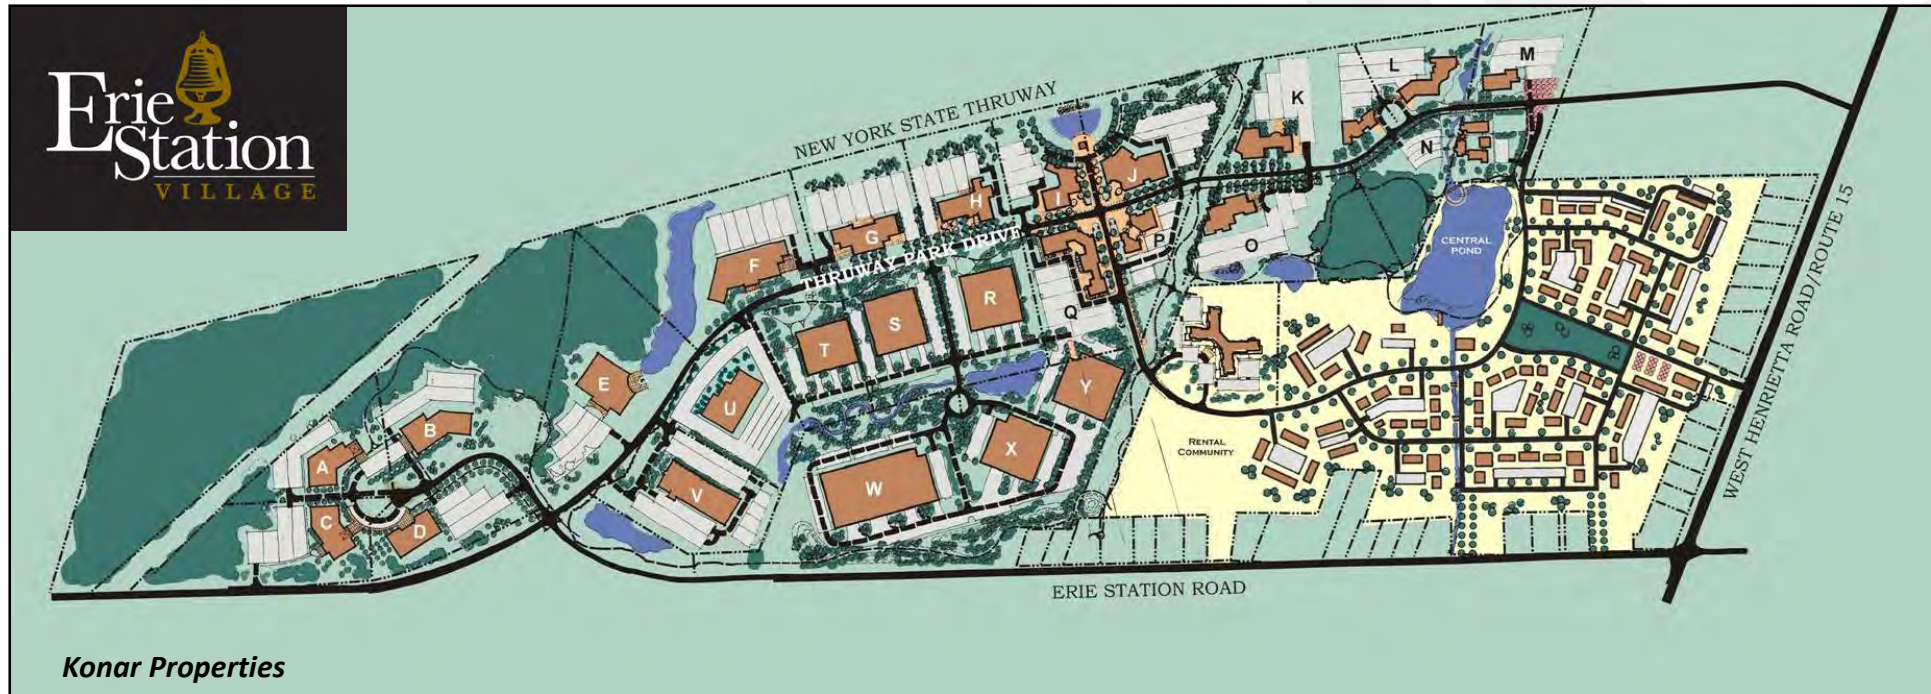 Erie
Station
VILLAGE
NEW YORK STATE THRUWAY
THRUWAY PARK DRIVE
WEST HENRIETTA ROAD/ROUTE 15
ERIE STATION ROAD
CENTRAL
POND
RENTAL
COMMUNITY
A
B
C
D
E
F
G
H
I
J
K
L
M
N
O
P
Q
R
S
T
U
V
W
X
Y
Konar Properties